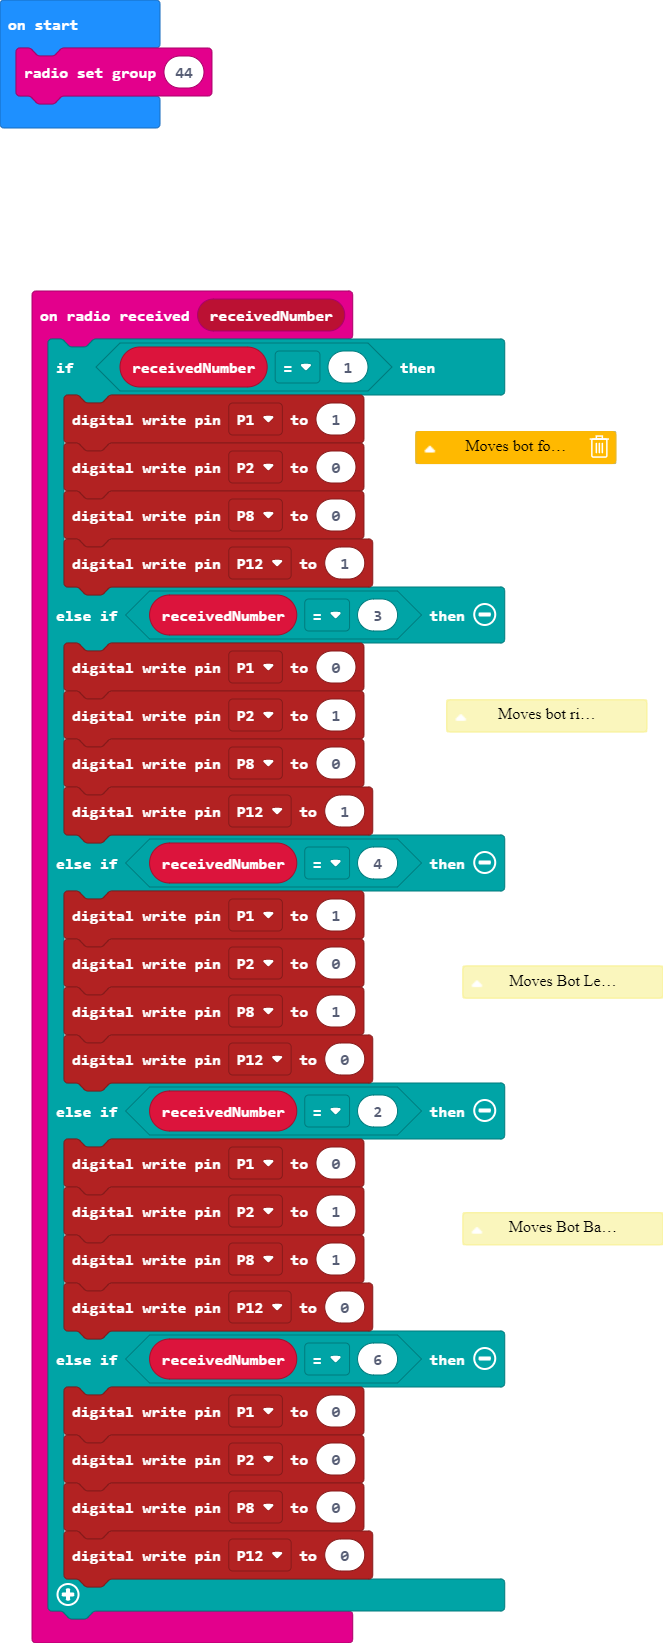 on start
radio set group 44
on radio received receivedNumber
if receivedNumber = 1 then
digital write pin P1 to 1
Moves bot fo...
digital write pin P2 to 0
digital write pin P8 to 0
digital write pin P12 to 1
else if receivedNumber = 3 then
digital write pin P1 to 0
digital write pin P2 to 1
Moves bot ri...
digital write pin P8 to 0
digital write pin P12 to 1
else if receivedNumber = 4 then
digital write pin P1 to 1
digital write pin P2 to 0
Moves Bot Le...
digital write pin P8 to 1
digital write pin P12 to 0
else if receivedNumber = 2 then
digital write pin P1 to 0
digital write pin P2 to 1
Moves Bot Ba...
digital write pin P8 to 1
digital write pin P12 to 0
else if receivedNumber = 6 then
digital write pin P1 to 0
digital write pin P2 to 0
digital write pin P8 to 0
digital write pin P12 to 0